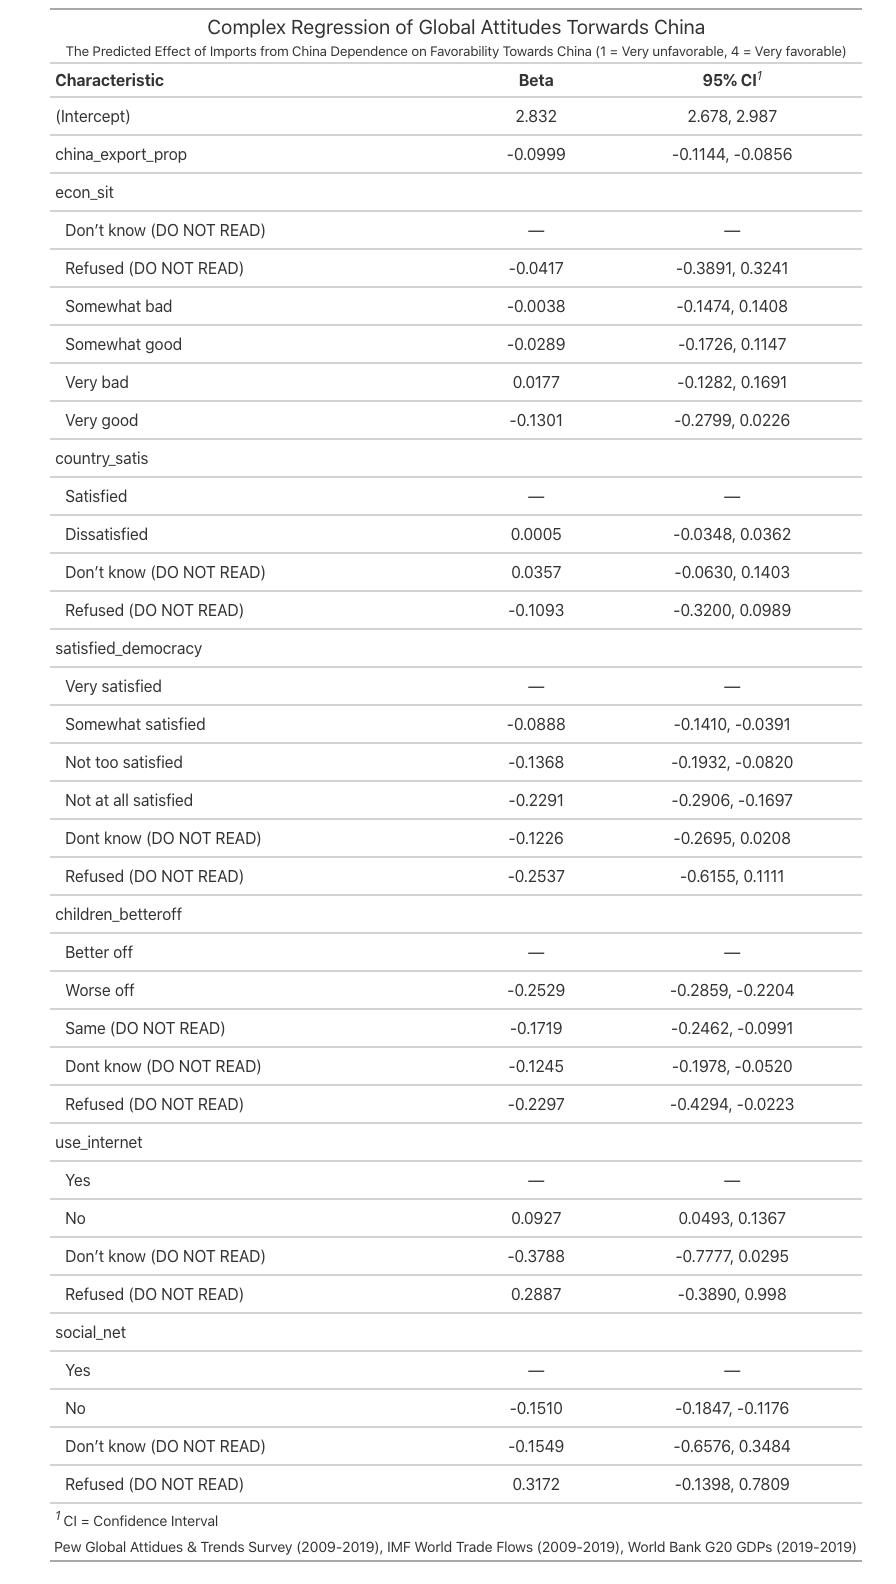 Complex Regression of Global Attitudes Torwards China
The Predicted Effect of Imports from China Dependence on Favorability Towards China (1 = Very unfavorable, 4 = Very favorable)
Characteristic Beta 95% CI1
(Intercept) 2.832 2.678, 2.987
china_export_prop -0.0999 -0.1144, -0.0856
econ_sit
Don’t know (DO NOT READ) — —
Refused (DO NOT READ) -0.0417 -0.3891, 0.3241
Somewhat bad -0.0038 -0.1474, 0.1408
Somewhat good -0.0289 -0.1726, 0.1147
Very bad 0.0177 -0.1282, 0.1691
Very good -0.1301 -0.2799, 0.0226
country_satis
Satisfied — —
Dissatisfied 0.0005 -0.0348, 0.0362
Don’t know (DO NOT READ) 0.0357 -0.0630, 0.1403
Refused (DO NOT READ) -0.1093 -0.3200, 0.0989
satisfied_democracy
Very satisfied — —
Somewhat satisfied -0.0888 -0.1410, -0.0391
Not too satisfied -0.1368 -0.1932, -0.0820
Not at all satisfied -0.2291 -0.2906, -0.1697
Dont know (DO NOT READ) -0.1226 -0.2695, 0.0208
Refused (DO NOT READ) -0.2537 -0.6155, 0.1111
children_betteroff
Better off — —
Worse off -0.2529 -0.2859, -0.2204
Same (DO NOT READ) -0.1719 -0.2462, -0.0991
Dont know (DO NOT READ) -0.1245 -0.1978, -0.0520
Refused (DO NOT READ) -0.2297 -0.4294, -0.0223
use_internet
Yes — —
No 0.0927 0.0493, 0.1367
Don’t know (DO NOT READ) -0.3788 -0.7777, 0.0295
Refused (DO NOT READ) 0.2887 -0.3890, 0.998
social_net
Yes — —
No -0.1510 -0.1847, -0.1176
Don’t know (DO NOT READ) -0.1549 -0.6576, 0.3484
Refused (DO NOT READ) 0.3172 -0.1398, 0.7809
1 CI = Confidence Interval
Pew Global Attidues & Trends Survey (2009-2019), IMF World Trade Flows (2009-2019), World Bank G20 GDPs (2019-2019)